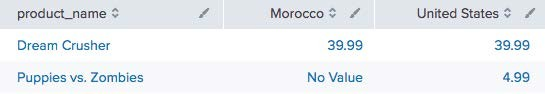 product_name Morocco United States
Dream Crusher 39.99 39.99
Puppies vs. Zombies No Value 4.99